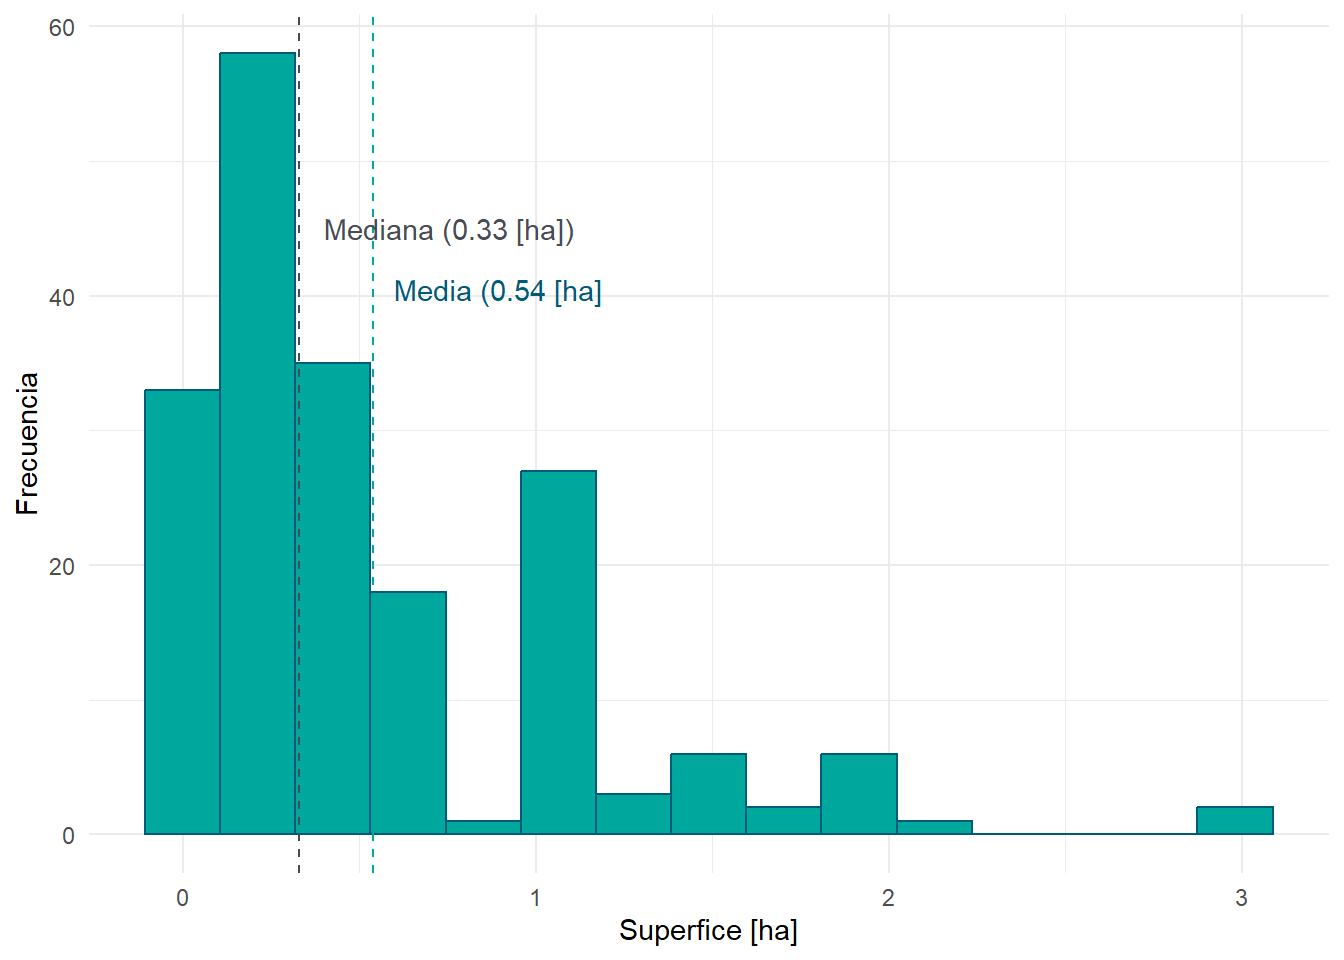 60
40
20
0
Frecuencia
Mediana (0.33 [ha])
Media (0.54 [ha]
0 1 2 3
Superfice [ha]